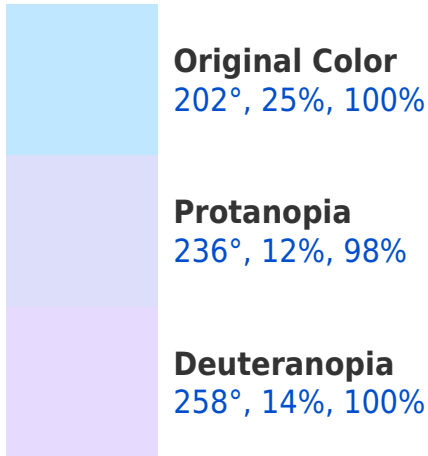 Original Color
202°, 25%, 100%
Protanopia
236°, 12%, 98%
Deuteranopia
258°, 14%, 100%